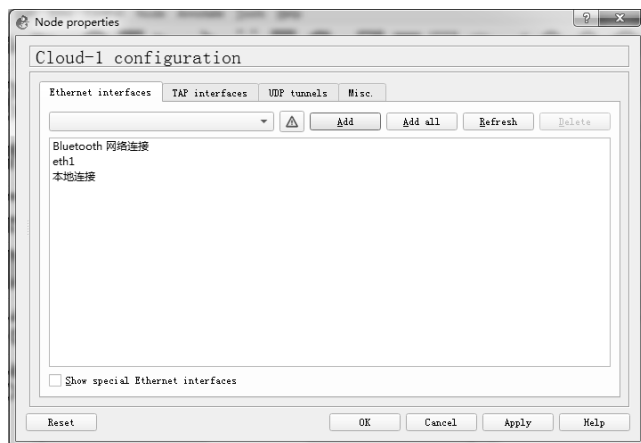 Node properties
Cloud-1 configuration
Ethernet interfaces TAP interfaces UDP tunnels Misc.
Add Add all Refresh Delete
Bluetooth 网络连接
eth1
本地连接
Show special Ethernet interfaces
Reset OK Cancel Apply Help